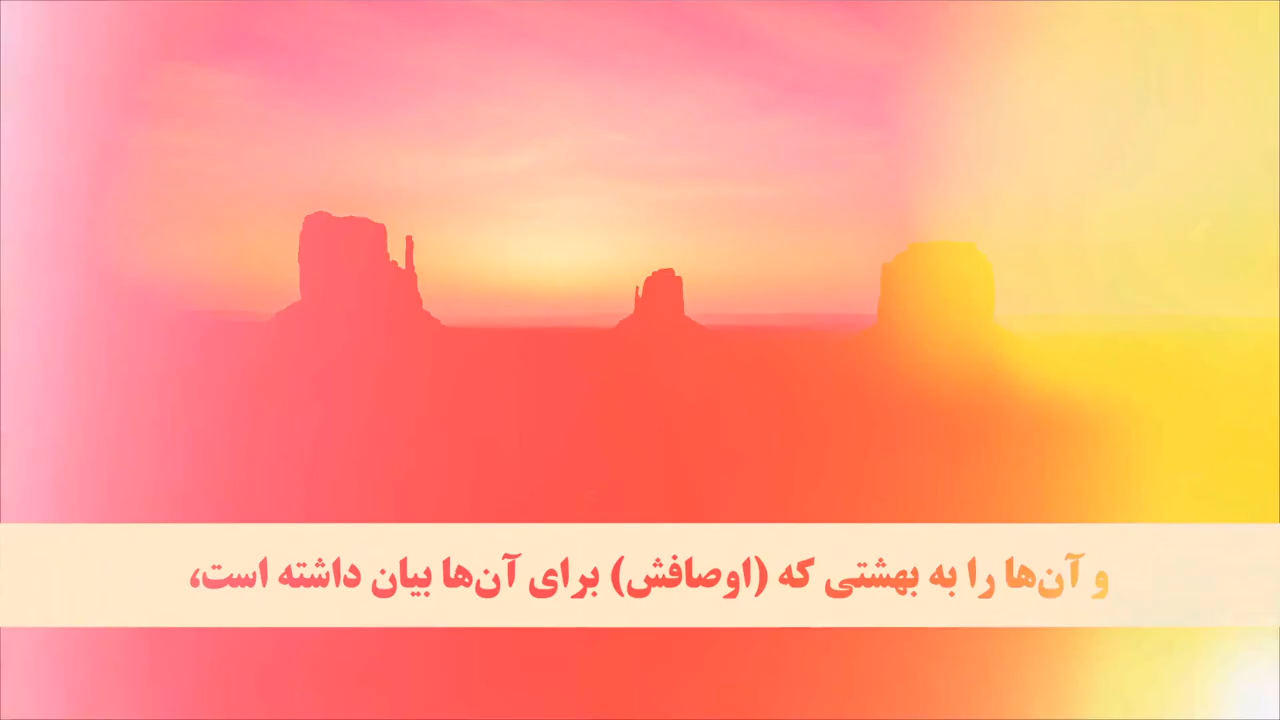 و آن‌ها را به بهشتی که (اوصافش) برای آن‌ها بیان داشته است،